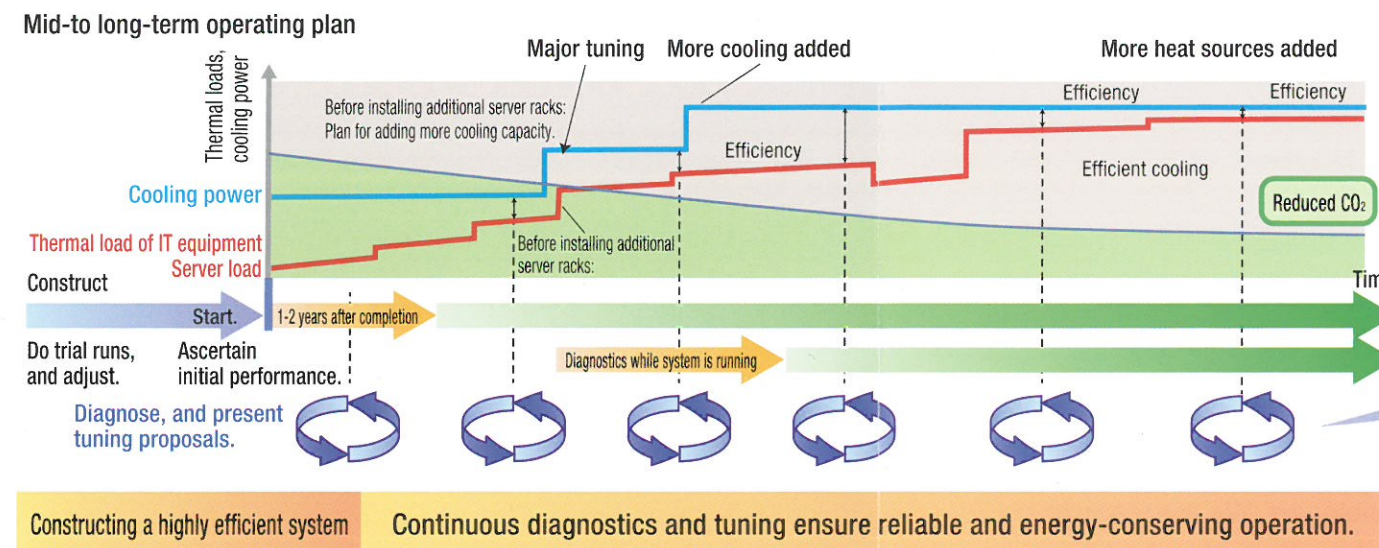 Mid-to long-term operating plan
Thermal loads,
cooling power
Major tuning
More cooling added
More heat sources added
Before installing additional server racks:
Plan for adding more cooling capacity.
Efficiency
Efficiency
Efficiency
Efficient cooling
Cooling power
Reduced CO₂
Thermal load of IT equipment
Server load
Before installing additional
server racks:
Construct
Tim
Start.
1-2 years after completion
Do trial runs,
and adjust.
Ascertain
initial performance.
Diagnostics while system is running
Diagnose, and present
tuning proposals.
Constructing a highly efficient system
Continuous diagnostics and tuning ensure reliable and energy-conserving operation.